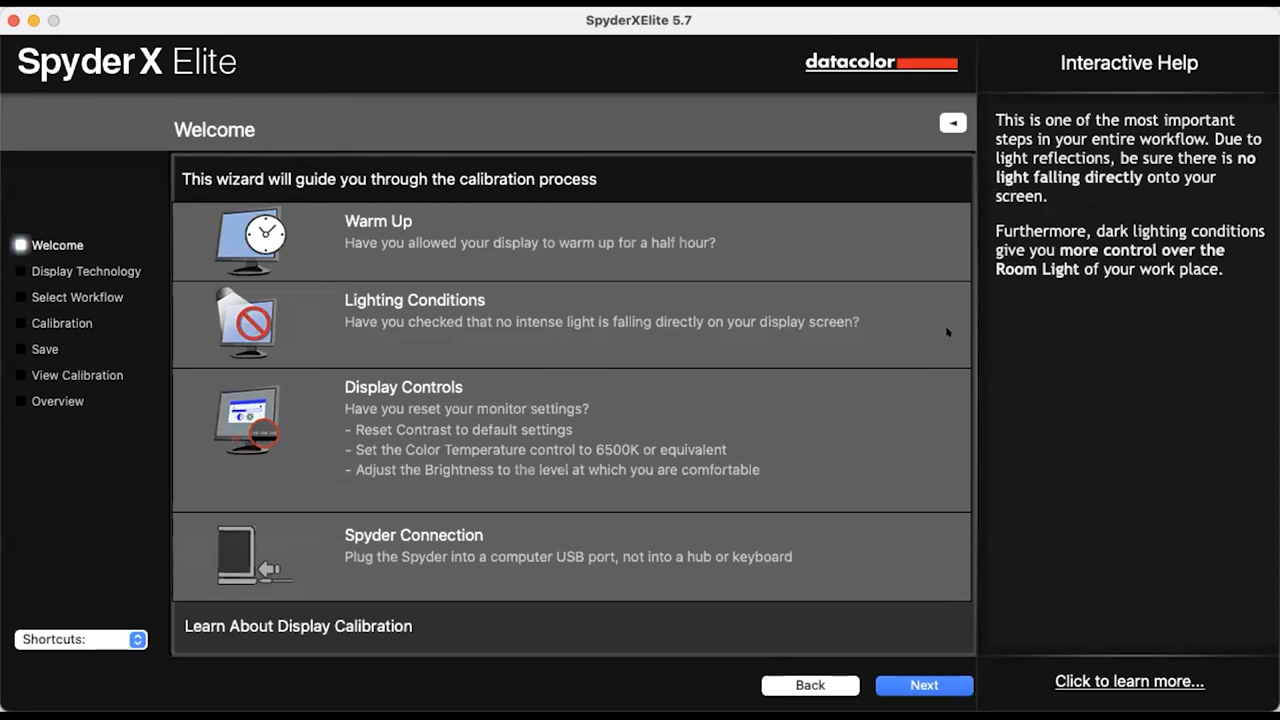 SpyderXElite 5.7
SpyderX Elite
datacolor
Interactive Help
Welcome
This wizard will guide you through the calibration process
Warm Up
Have you allowed your display to warm up for a half hour?
Lighting Conditions
Have you checked that no intense light is falling directly on your display screen?
Display Controls
Have you reset your monitor settings?
- Reset Contrast to default settings
- Set the Color Temperature control to 6500K or equivalent
- Adjust the Brightness to the level at which you are comfortable
Spyder Connection
Plug the Spyder into a computer USB port, not into a hub or keyboard
Learn About Display Calibration
Welcome
Display Technology
Select Workflow
Calibration
Save
View Calibration
Overview
Shortcuts:
Back
Next
This is one of the most important
steps in your entire workflow. Due to
light reflections, be sure there is no
light falling directly onto your
screen.
Furthermore, dark lighting conditions
give you more control over the
Room Light of your work place.
Click to learn more...